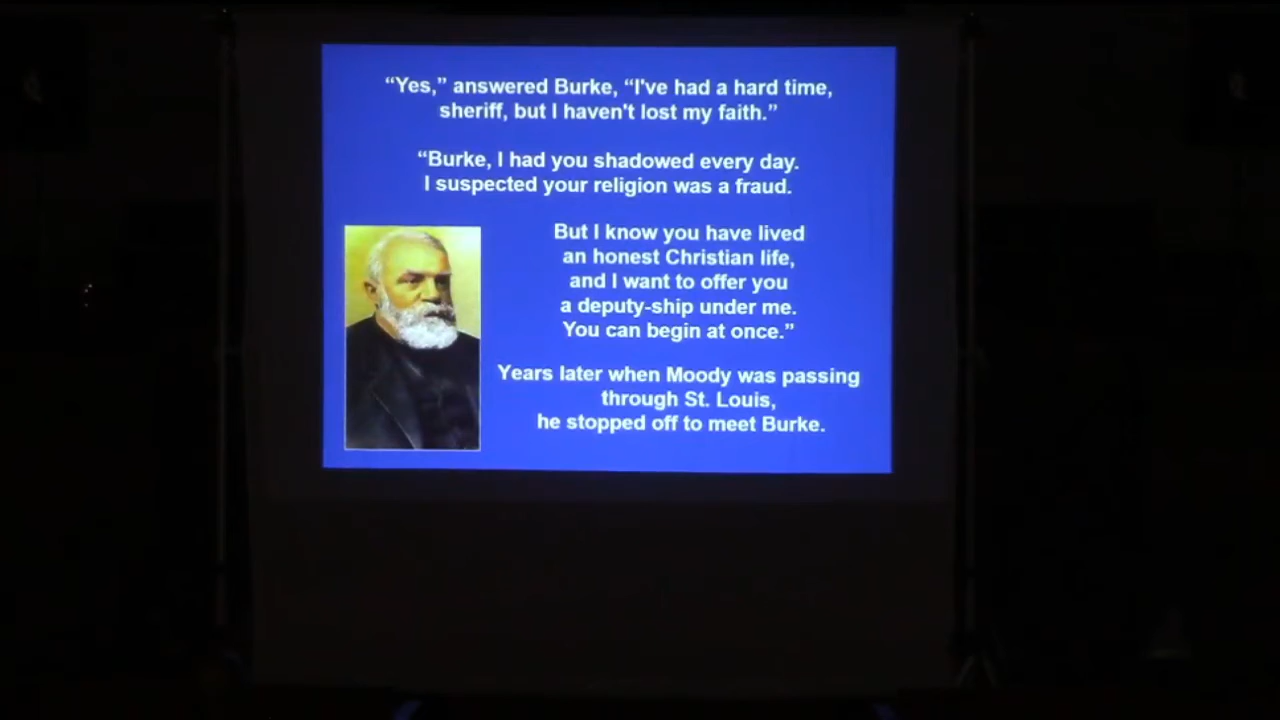 “Yes,” answered Burke, “I've had a hard time,
sheriff, but I haven't lost my faith.”
“Burke, I had you shadowed every day.
I suspected your religion was a fraud.
But I know you have lived
an honest Christian life,
and I want to offer you
a deputy-ship under me.
You can begin at once.”
Years later when Moody was passing
through St. Louis,
he stopped off to meet Burke.